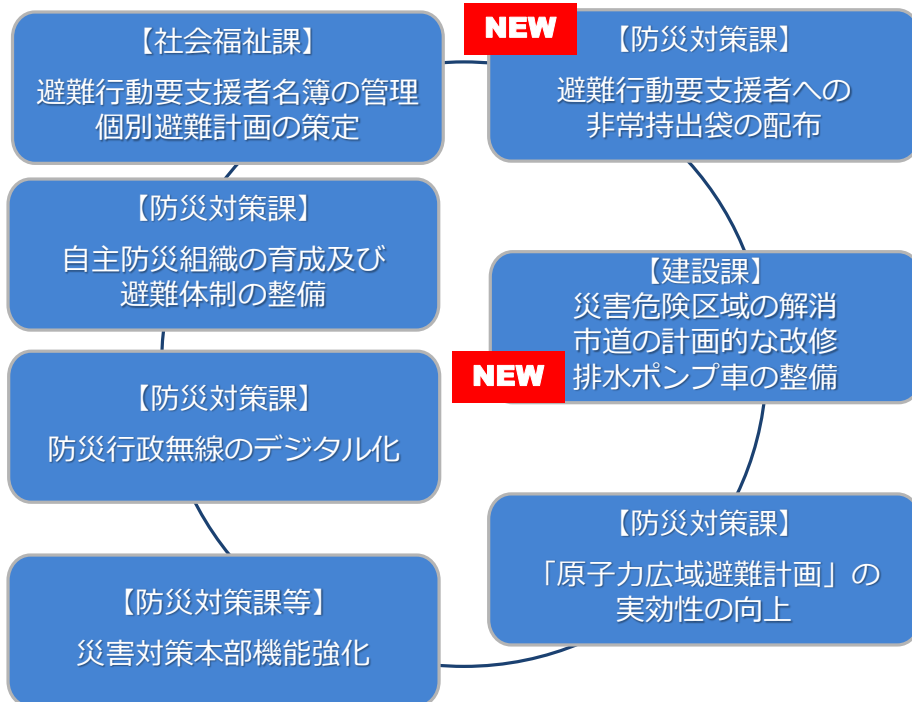 【社会福祉課】
避難行動要支援者名簿の管理
個別避難計画の策定
NEW
【防災対策課】
避難行動要支援者への
非常持出袋の配布
【防災対策課】
自主防災組織の育成及び
避難体制の整備
【建設課】
災害危険区域の解消
市道の計画的な改修
NEW
排水ポンプ車の整備
【防災対策課】
防災行政無線のデジタル化
【防災対策課】
「原子力広域避難計画」の
実効性の向上
【防災対策課等】
災害対策本部機能強化